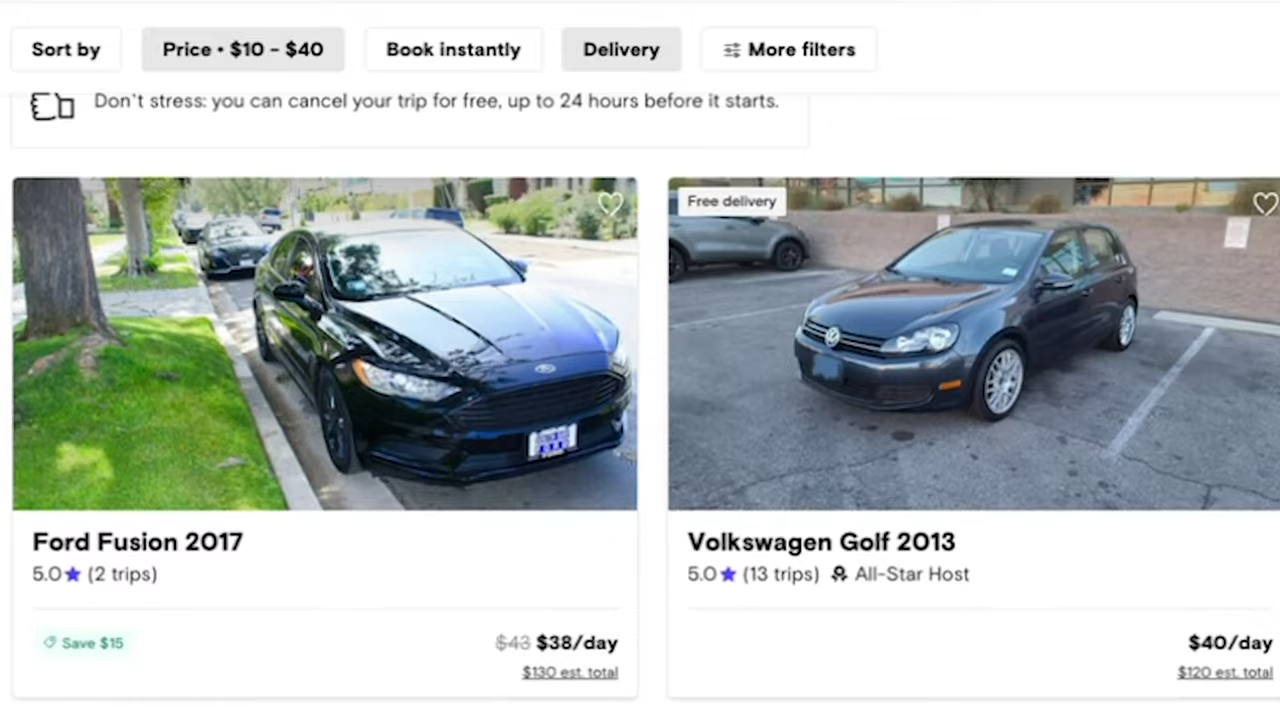 Sort by
Price • $10 - $40
Book instantly
Delivery
More filters
Don't stress: you can cancel your trip for free, up to 24 hours before it starts.
Free delivery
Ford Fusion 2017
5.0 (2 trips)
Save $15
$43 $38/day
$130 est. total
Volkswagen Golf 2013
5.0 (13 trips) All-Star Host
$40/day
$120 est. total